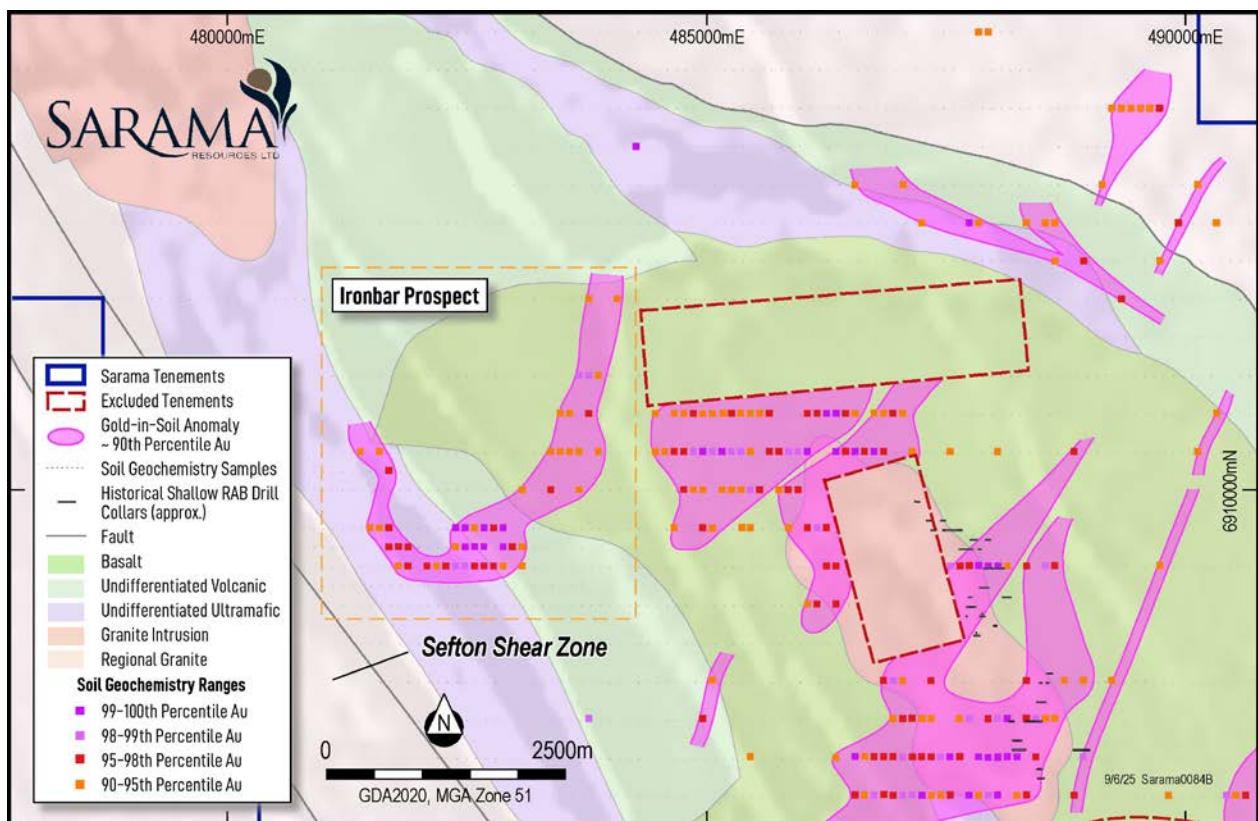 480000mE
485000mE
490000mE
SARAMA
RESOURCES LTD
Ironbar Prospect
Sarama Tenements
Excluded Tenements
Gold-in-Soil Anomaly
~ 90th Percentile Au
Soil Geochemistry Samples
Historical Shallow RAB Drill
Collars (approx.)
Fault
Basalt
Undifferentiated Volcanic
Undifferentiated Ultramafic
Granite Intrusion
Regional Granite
Soil Geochemistry Ranges
99-100th Percentile Au
98-99th Percentile Au
95-98th Percentile Au
90-95th Percentile Au
6910000mN
Sefton Shear Zone
N
0
2500m
GDA2020, MGA Zone 51
9/6/25 Sarama0084B